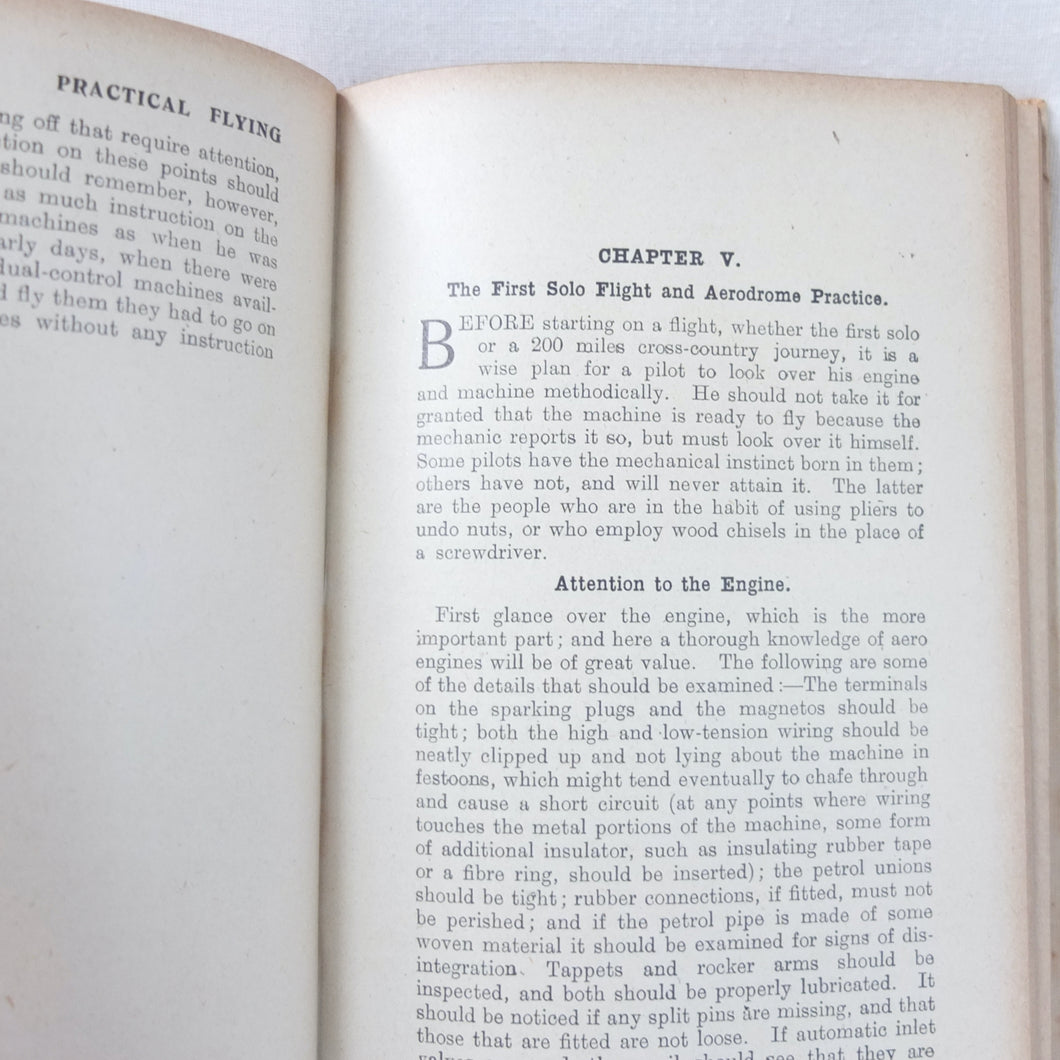 PRACTICAL FLYING
ng off that require attention,
tion on these points should
should remember, however,
as much instruction on the
machines as when he was
arly days, when there were
dual-control machines avail-
d fly them they had to go on
es without any instruction
CHAPTER V.
The First Solo Flight and Aerodrome Practice.
BEFORE starting on a flight, whether the first solo
or a 200 miles cross-country journey, it is a
wise plan for a pilot to look over his engine
and machine methodically. He should not take it for
granted that the machine is ready to fly because the
mechanic reports it so, but must look over it himself.
Some pilots have the mechanical instinct born in them;
others have not, and will never attain it. The latter
are the people who are in the habit of using pliers to
undo nuts, or who employ wood chisels in the place of
a screwdriver.
Attention to the Engine.
First glance over the engine, which is the more
important part; and here a thorough knowledge of aero
engines will be of great value. The following are some
of the details that should be examined:—The terminals
on the sparking plugs and the magnetos should be
tight; both the high and low-tension wiring should be
neatly clipped up and not lying about the machine in
festoons, which might tend eventually to chafe through
and cause a short circuit (at any points where wiring
touches the metal portions of the machine, some form
of additional insulator, such as insulating rubber tape
or a fibre ring, should be inserted); the petrol unions
should be tight; rubber connections, if fitted, must not
be perished; and if the petrol pipe is made of some
woven material it should be examined for signs of dis-
integration. Tappets and rocker arms should be
inspected, and both should be properly lubricated. It
should be noticed if any split pins are missing, and that
those that are fitted are not loose. If automatic inlet
should see that they are